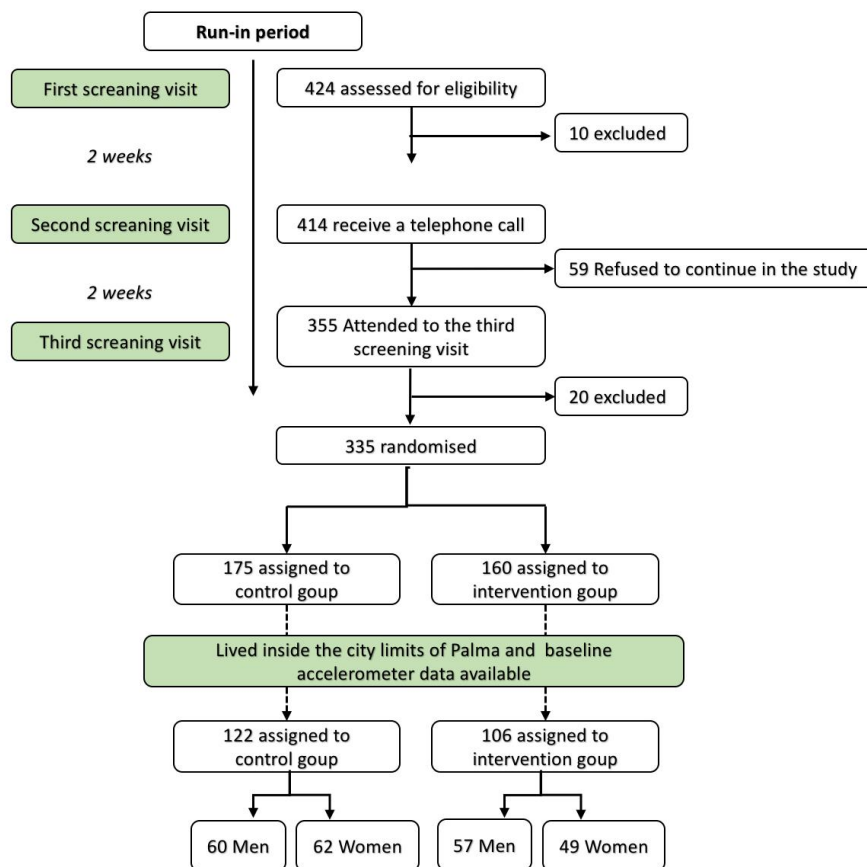 Run-in period
First screaning visit
424 assessed for eligibility
10 excluded
2 weeks
Second screaning visit
414 receive a telephone call
59 Refused to continue in the study
2 weeks
355 Attended to the third
screening visit
Third screaning visit
20 excluded
335 randomised
175 assigned to
control goup
160 assigned to
intervention goup
Lived inside the city limits of Palma and baseline
accelerometer data available
122 assigned to
control goup
106 assigned to
intervention goup
60 Men
62 Women
57 Men
49 Women